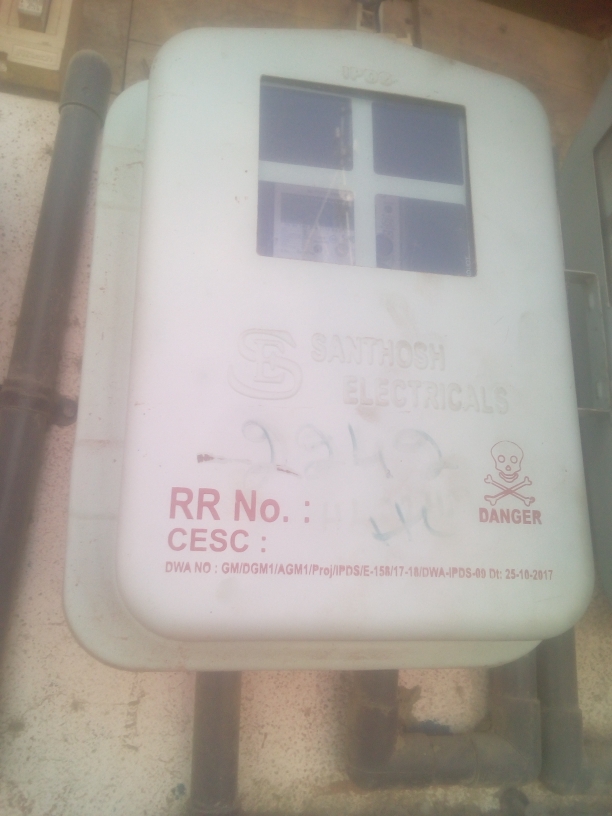 SANTHOSH
ELECTRICALS
RR No. :
DANGER
CESC :
DWA NO : GM/DGM1/AGM1/Proj/IPDS/E-158/17-18/DWA-IPDS-09 Dt: 25-10-2017